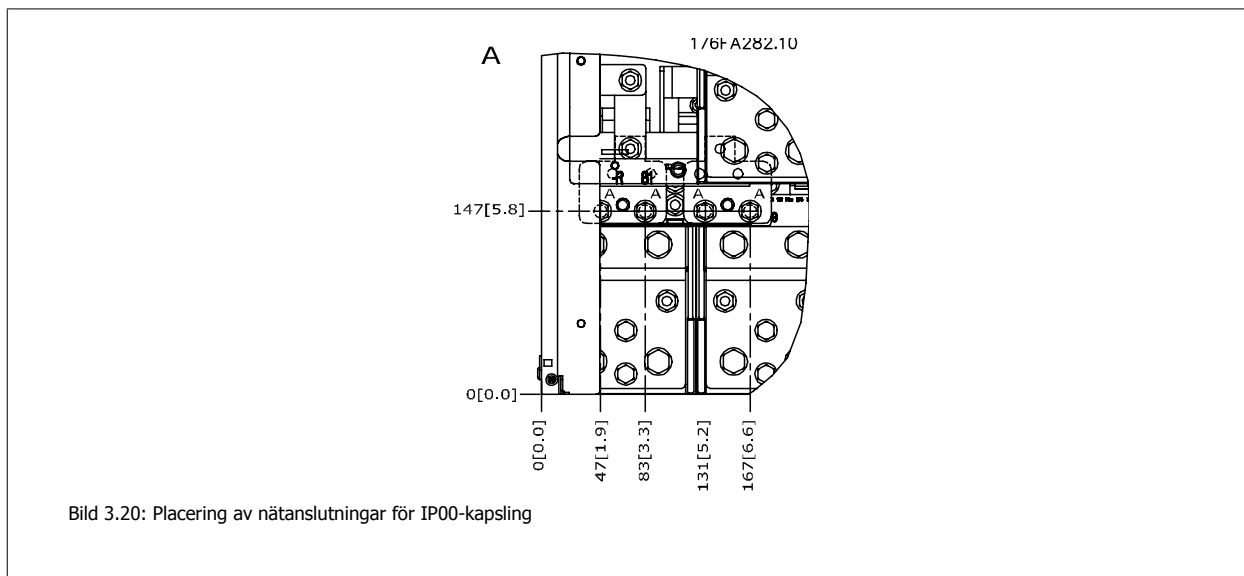 A
176FA282.10
R 81
A A A A
147[5.8]
0[0.0]
0[0.0]
47[1.9]
83[3.3]
131[5.2]
167[6.6]
Bild 3.20: Placering av nätanslutningar för IP00-kapsling